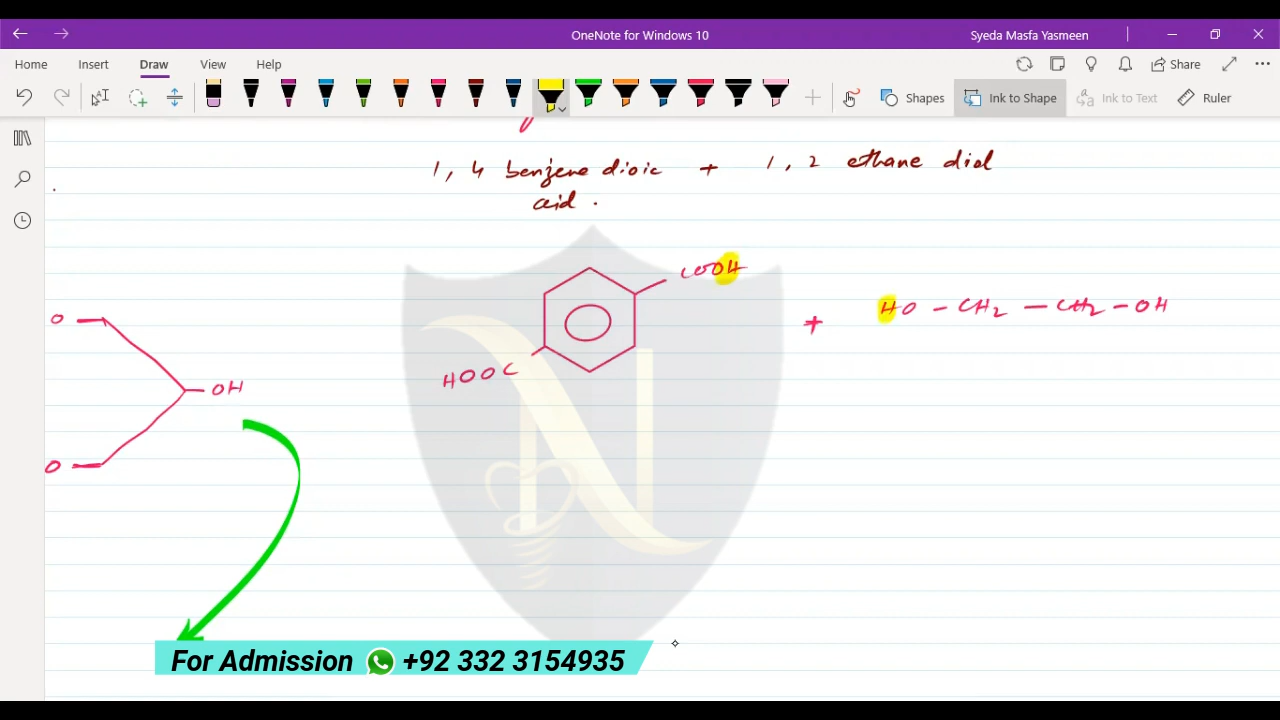 OneNote for Windows 10
Syeda Masfa Yasmeen
Home Insert Draw View Help
Share
Shapes Ink to Shape Ink to Text Ruler
1, 4 benzene dioic + 1, 2 ethane diol
acid .
COOH
HO - CH2 - CH2 - OH
+
HOOC
O
OH
O
For Admission +92 332 3154935